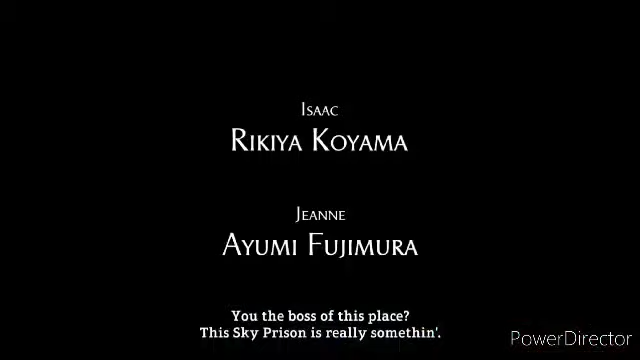 Isaac
Rikiya Koyama
Jeanne
Ayumi Fujimura
You the boss of this place?
This Sky Prison is really somethin'.
PowerDirector